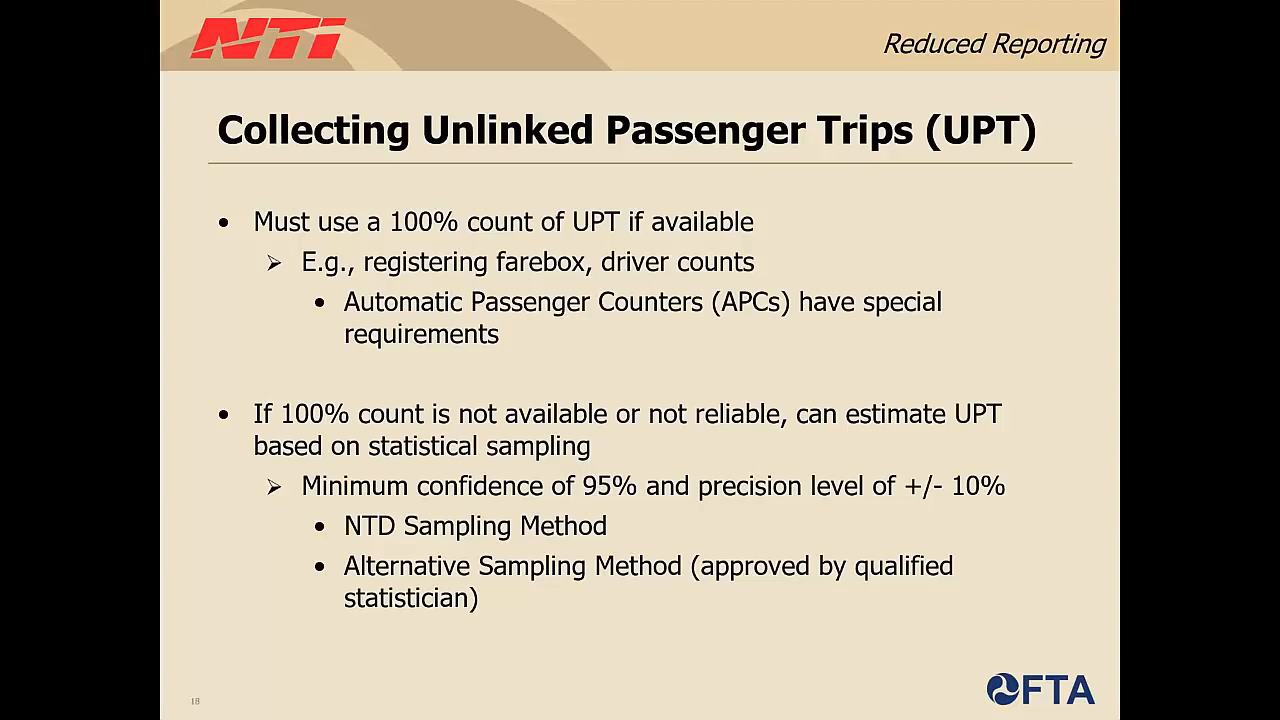 NTI
Reduced Reporting
Collecting Unlinked Passenger Trips (UPT)
• Must use a 100% count of UPT if available
➢ E.g., registering farebox, driver counts
• Automatic Passenger Counters (APCs) have special
requirements
• If 100% count is not available or not reliable, can estimate UPT
based on statistical sampling
➢ Minimum confidence of 95% and precision level of +/- 10%
• NTD Sampling Method
• Alternative Sampling Method (approved by qualified
statistician)
18
FTA